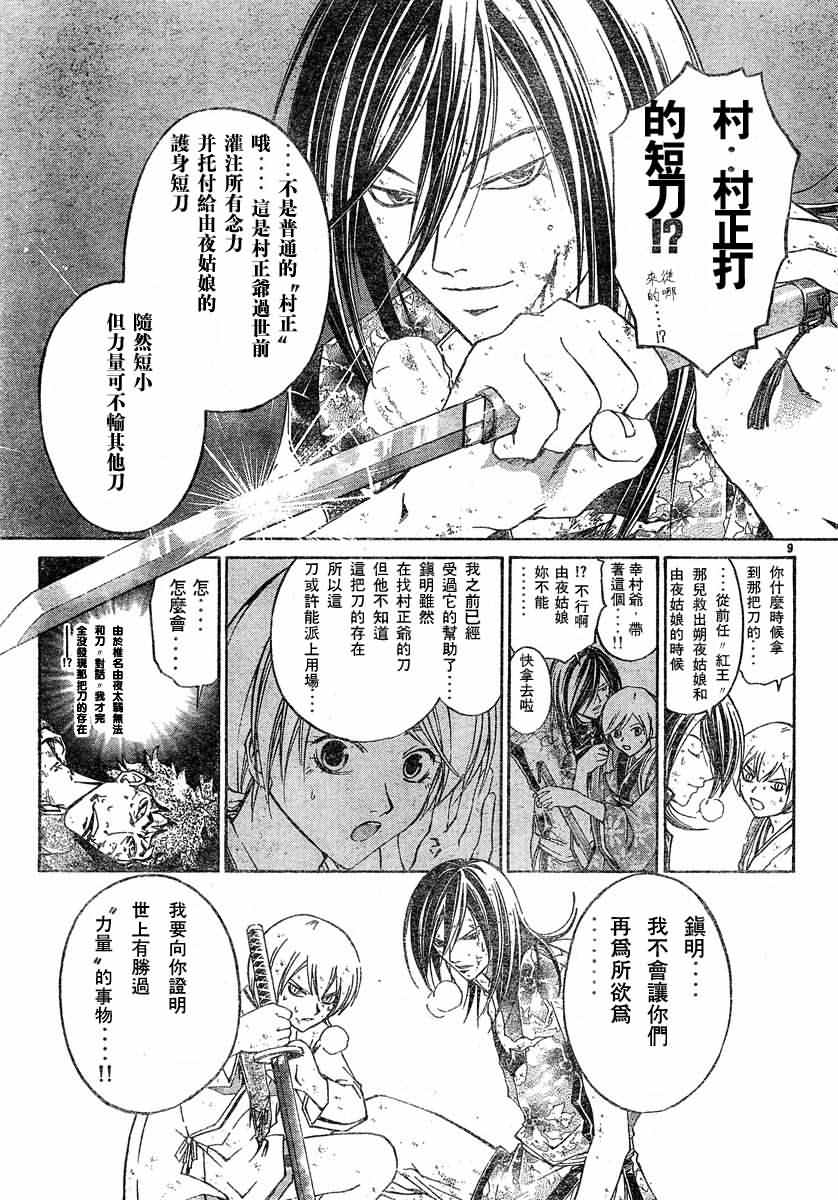 村‥村正打
的短刀!?
從哪
來的‥‥!?
‥‥不是普通的〝村正〟
哦‥‥這是村正爺過世前
灌注所有念力
并托付給由夜姑娘的
護身短刀
隨然短小
但力量可不輸其他刀
9
你什麼時候拿
到那把刀的‥‥
‥‥從前任〝紅王〟
那兒救出朔夜姑娘和
由夜姑娘的時候
幸村爺，帶
著這個‥‥!!
!?不行啊
由夜姑娘
妳不能
‥‥‥
快拿去啦
我之前已經
受過它的幫助了‥‥
鎮明雖然
在找村正爺的刀
但他不知道
這把刀的存在
所以這
刀或許能派上用場‥‥‥
怎‥‥
怎麼會‥‥‥
由於椎名由夜太弱無法
和刀〝對話〟我才完
全沒發現那把刀的存在
━━!?
鎮明‥‥
我不會讓你們
再爲所欲爲
‥‥‥
我要向你證明
世上有勝過
〝力量〟的事物‥‥!!